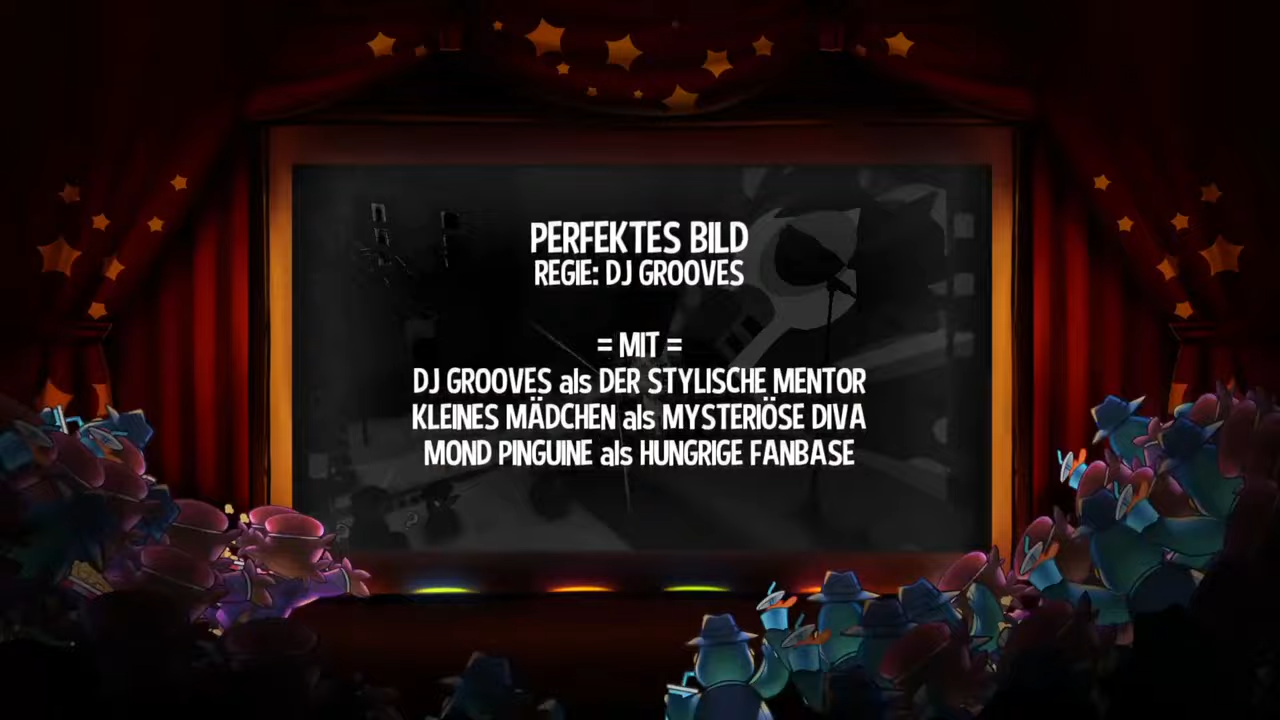 PERFEKTES BILD
REGIE: DJ GROOVES
= MIT =
DJ GROOVES als DER STYLISCHE MENTOR
KLEINES MÄDCHEN als MYSTERIÖSE DIVA
MOND PINGUINE als HUNGRIGE FANBASE